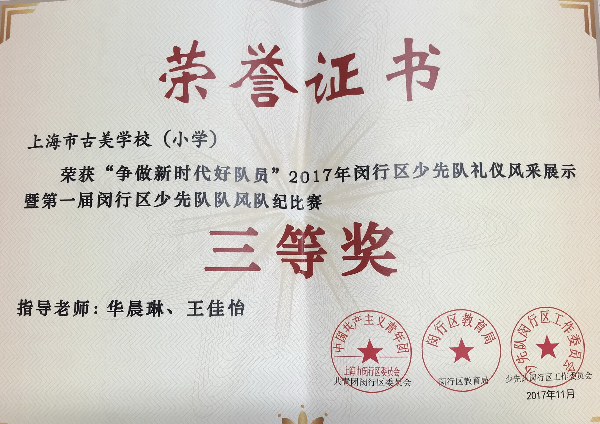 荣誉证书
上海市古美学校（小学）
荣获“争做新时代好队员”2017年闵行区少先队礼仪风采展示
暨第一届闵行区少先队队风队纪比赛
三等奖
指导老师：华晨琳、王佳怡
中国共产主义青年团
上海市闵行区委员会
闵行区教育局
少先队闵行区工作委员会
共青团闵行区委员会
闵行区教育局
少先队闵行区工作委员会
2017年11月